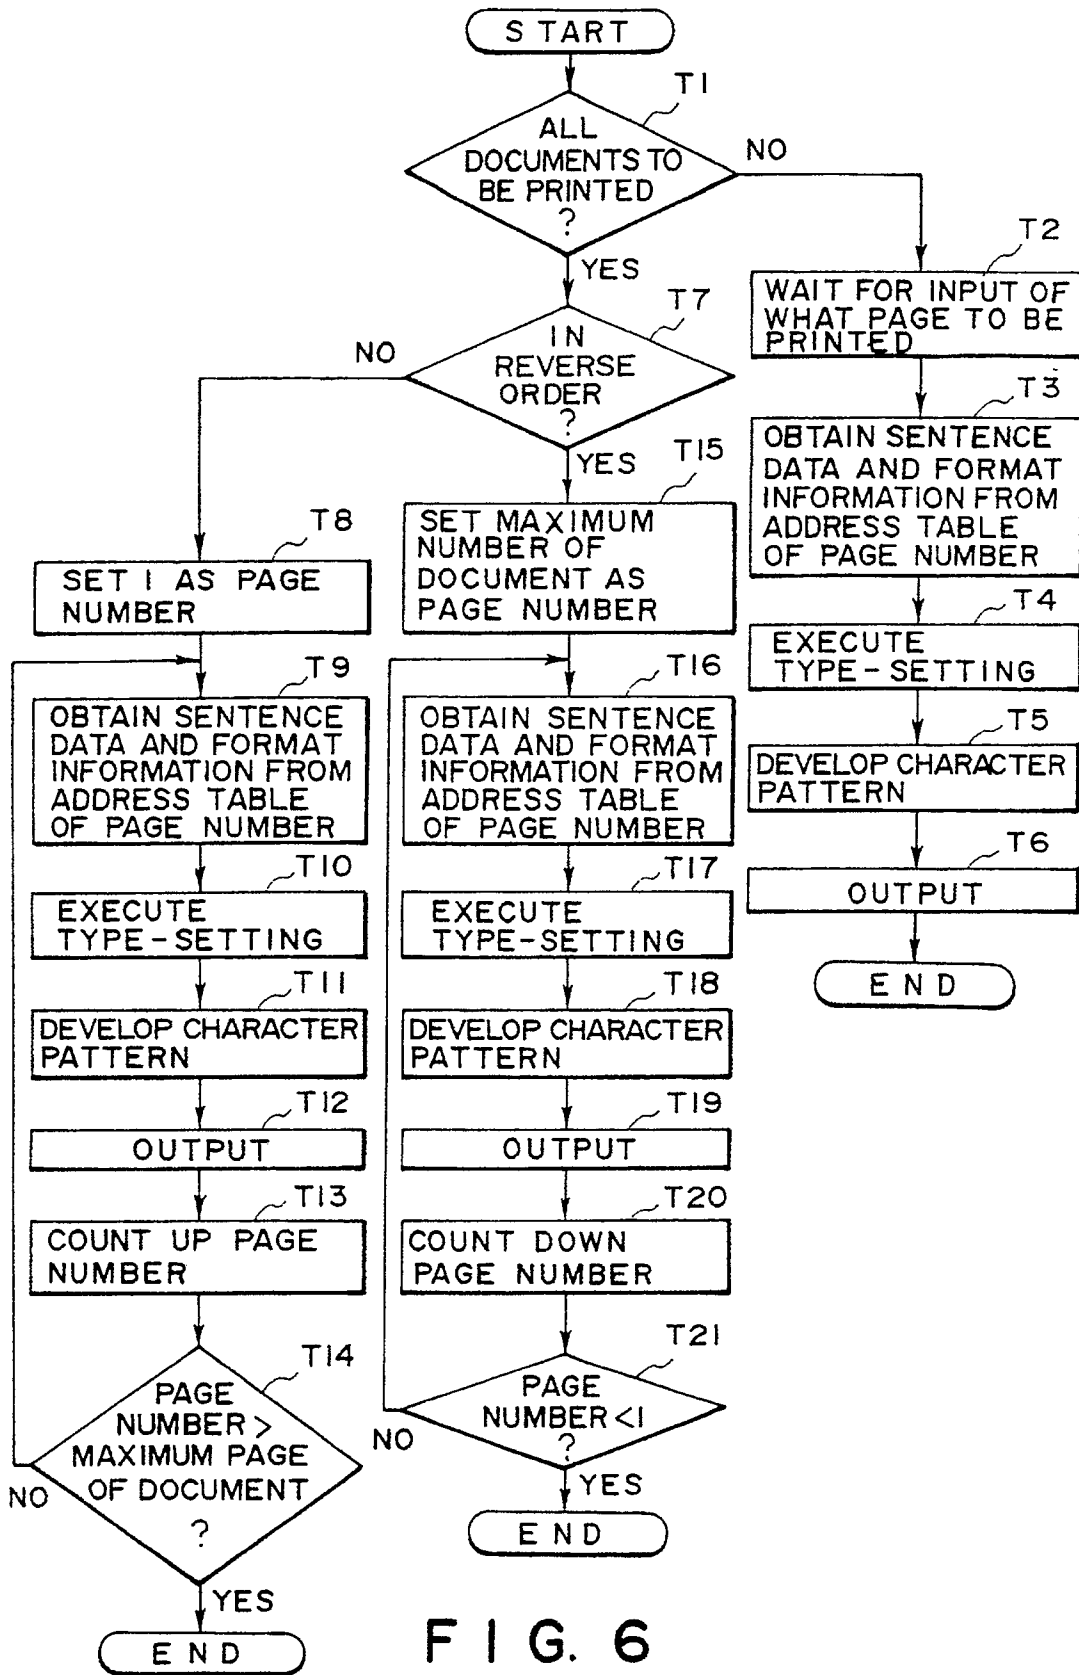 START
T1
ALL
DOCUMENTS TO
BE PRINTED
?
NO
YES
T2
WAIT FOR INPUT OF
WHAT PAGE TO BE
PRINTED
T3
OBTAIN SENTENCE
DATA AND FORMAT
INFORMATION FROM
ADDRESS TABLE
OF PAGE NUMBER
T4
EXECUTE
TYPE-SETTING
T5
DEVELOP CHARACTER
PATTERN
T6
OUTPUT
END
T7
IN
REVERSE
ORDER
?
NO
YES
T8
SET 1 AS PAGE
NUMBER
T9
OBTAIN SENTENCE
DATA AND FORMAT
INFORMATION FROM
ADDRESS TABLE
OF PAGE NUMBER
T10
EXECUTE
TYPE-SETTING
T11
DEVELOP CHARACTER
PATTERN
T12
OUTPUT
T13
COUNT UP PAGE
NUMBER
T14
PAGE
NUMBER >
MAXIMUM PAGE
OF DOCUMENT
?
NO
YES
END
T15
SET MAXIMUM
NUMBER OF
DOCUMENT AS
PAGE NUMBER
T16
OBTAIN SENTENCE
DATA AND FORMAT
INFORMATION FROM
ADDRESS TABLE
OF PAGE NUMBER
T17
EXECUTE
TYPE-SETTING
T18
DEVELOP CHARACTER
PATTERN
T19
OUTPUT
T20
COUNT DOWN
PAGE NUMBER
T21
PAGE
NUMBER <1
?
NO
YES
END
FIG. 6